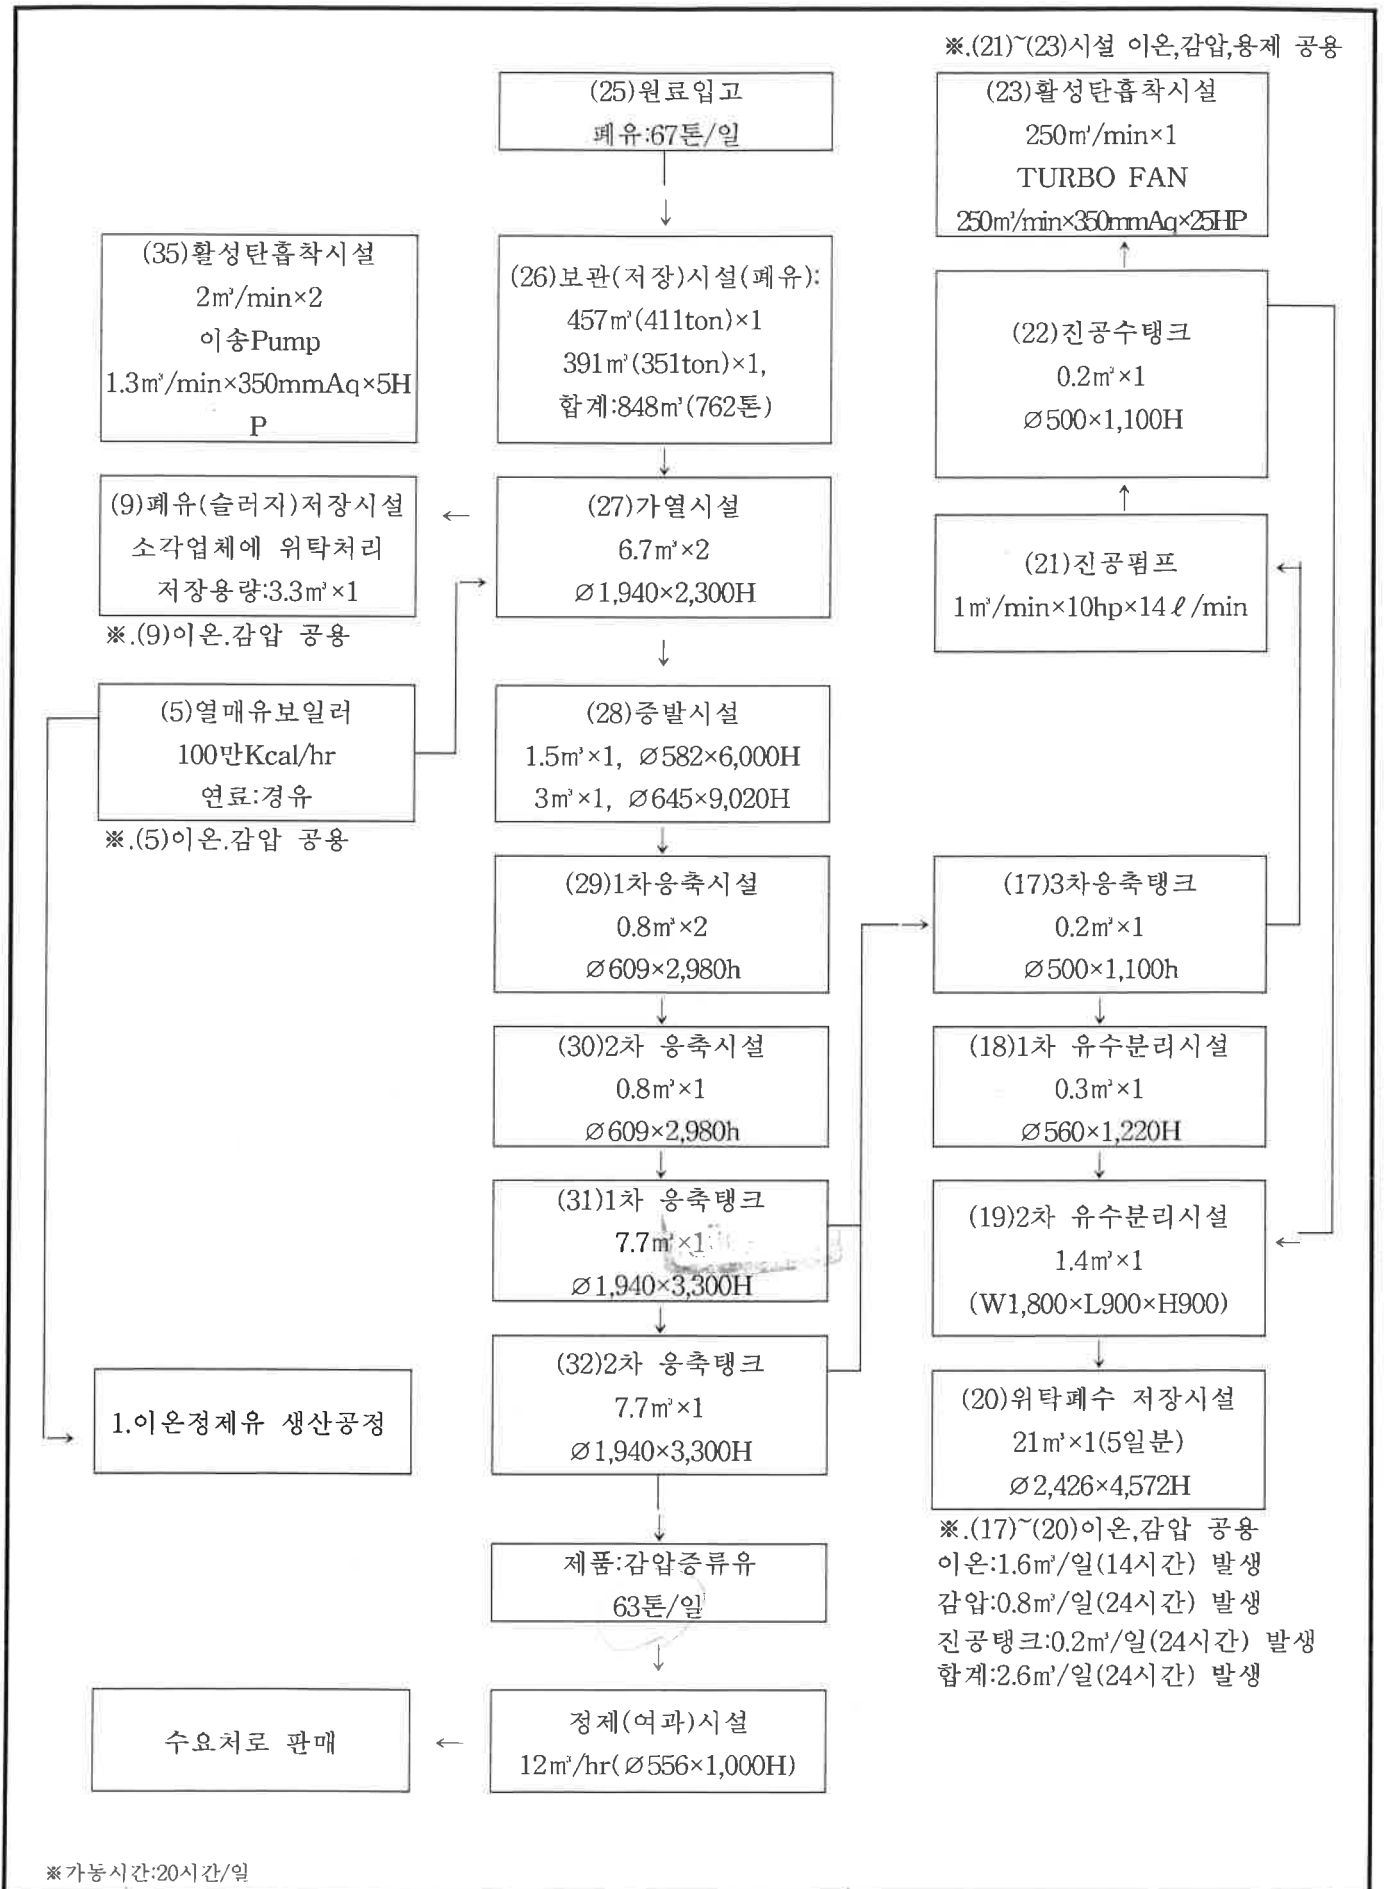 ※.(21)~(23)시설 이온,감압,용제 공용
(25)원료입고
폐유:67톤/일
(23)활성탄흡착시설
250㎥/min×1
TURBO FAN
250㎥/min×350mmAq×25HP
(35)활성탄흡착시설
2㎥/min×2
이송Pump
1.3㎥/min×350mmAq×5H
P
(26)보관(저장)시설(폐유):
457㎥(411ton)×1
391㎥(351ton)×1,
합계:848㎥(762톤)
(22)진공수탱크
0.2㎥×1
∅500×1,100H
(9)폐유(슬러지)저장시설
소각업체에 위탁처리
저장용량:3.3㎥×1
※.(9)이온.감압 공용
(27)가열시설
6.7㎥×2
∅1,940×2,300H
(21)진공펌프
1㎥/min×10hp×14ℓ/min
(5)열매유보일러
100만Kcal/hr
연료:경유
※.(5)이온.감압 공용
(28)증발시설
1.5㎥×1, ∅582×6,000H
3㎥×1, ∅645×9,020H
(29)1차응축시설
0.8㎥×2
∅609×2,980h
(17)3차응축탱크
0.2㎥×1
∅500×1,100h
(30)2차 응축시설
0.8㎥×1
∅609×2,980h
(18)1차 유수분리시설
0.3㎥×1
∅560×1,220H
(31)1차 응축탱크
7.7㎥×1
∅1,940×3,300H
(19)2차 유수분리시설
1.4㎥×1
(W1,800×L900×H900)
(32)2차 응축탱크
7.7㎥×1
∅1,940×3,300H
1.이온정제유 생산공정
(20)위탁폐수 저장시설
21㎥×1(5일분)
∅2,426×4,572H
※.(17)~(20)이온,감압 공용
이온:1.6㎥/일(14시간) 발생
감압:0.8㎥/일(24시간) 발생
진공탱크:0.2㎥/일(24시간) 발생
합계:2.6㎥/일(24시간) 발생
제품:감압증류유
63톤/일
정제(여과)시설
12㎥/hr(∅556×1,000H)
수요처로 판매
※가동시간:20시간/일